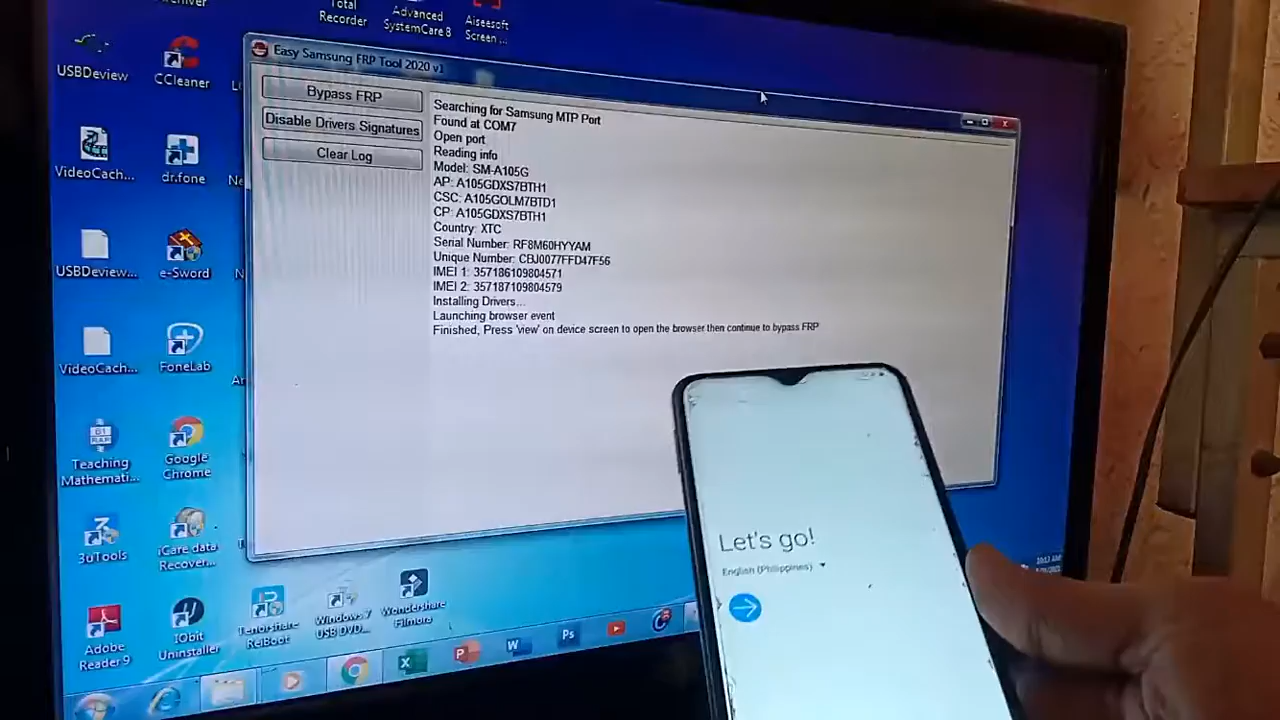 Total
Recorder
Advanced
SystemCare 8
Aiseesoft
Screen ...
USBDeview
CCleaner
Easy Samsung FRP Tool 2020 v1
Bypass FRP
Disable Drivers Signatures
Clear Log
Searching for Samsung MTP Port
Found at COM7
Open port
Reading info
Model: SM-A105G
AP: A105GDXS7BTH1
CSC: A105GOLM7BTD1
CP: A105GDXS7BTH1
Country: XTC
Serial Number: RF8M60HYYAM
Unique Number: CBJ0077FFD47F56
IMEI 1: 357186109804571
IMEI 2: 357187109804579
Installing Drivers...
Launching browser event
Finished, Press 'view' on device screen to open the browser then continue to bypass FRP
VideoCach...
dr.fone
USBDeview...
e-Sword
VideoCach...
FoneLab
Teaching
Mathemati...
Google
Chrome
3uTools
iCare data
Recover...
Adobe
Reader 9
IObit
Uninstaller
Tenorshare
ReiBoot
Windows 7
USB DVD...
Wondershare
Filmora
Let's go!
English (Philippines)